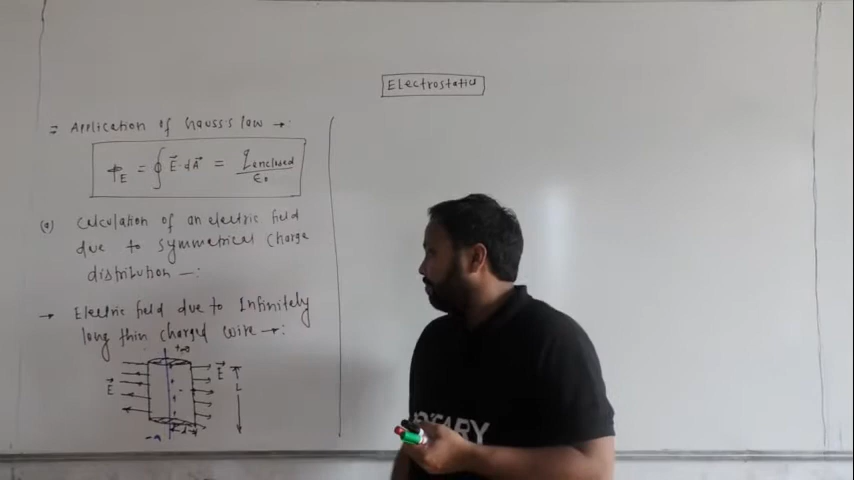 Electrostatics
= Application of Gauss's law →:
ϕE = ∮ E⃗·dA⃗ = qenclosed / ε₀
(a) Calculation of an electric field
due to symmetrical charge
distribution —:
→ Electric field due to Infinitely
long thin charged wire →:
+∞
E⃗
E⃗
L
-∞